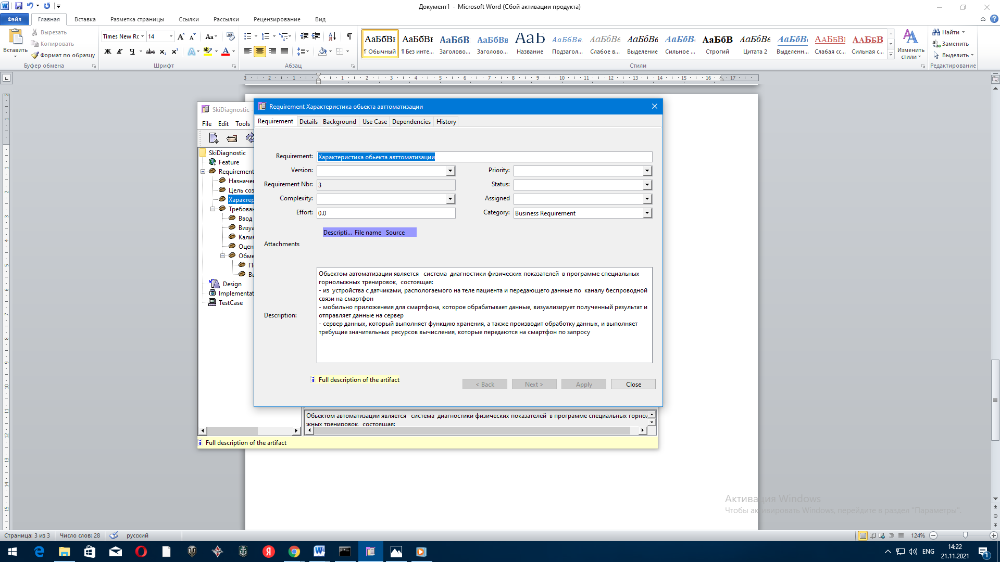 Документ1 - Microsoft Word (Сбой активации продукта)
Файл Главная Вставка Разметка страницы Ссылки Рассылки Рецензирование Вид
Вставить
Вырезать
Копировать
Формат по образцу
Буфер обмена
Times New Rc 14
Ж К Ч abc x₂ x²
Шрифт
Абзац
АаБбВв АаБбВв АаБбВ АаБбВв АаБ АаБбВв АаБбВв АаБбВв АаБбВв АаБбВ АаБбВв АаБбВ АаБбВ АаБбВ
¶ Обычный ¶ Без инте... Заголово... Заголово... Название Подзагол... Слабое в... Выделение Сильное ... Строгий Цитата 2 Выделенн... Слабая сс... Сильная с...
Стили
Изменить стили
Найти
Заменить
Выделить
Редактирование
3 2 1 1 2 3 4 5 6 7 8 9 10 11 12 13 14 15 16 17
SkiDiagnostic -
File Edit Tools
SkiDiagnostic
Feature
Requirement
Назначе
Цель соз
Характер
Требован
Ввод
Визуа
Кали
Оцен
Обме
П
Вы
Design
Implementat
TestCase
Requirement Характеристика обьекта авттоматизации
Requirement Details Background Use Case Dependencies History
Requirement: Характеристика обьекта авттоматизации
Version: Priority:
Requirement Nbr: 3 Status:
Complexity: Assigned
Effort: 0.0 Category: Business Requirement
Descripti... File name Source
Attachments
Description:
Обьектом автоматизации является система диагностики физических показателей в программе специальных
горнолыжных тренировок, состоящая:
- из устройства с датчиками, распологаемого на теле пациента и передающего данные по каналу беспроводной
связи на смартфон
- мобильно приложенеия для смартфона, которое обрабатывает данные, визуализирует полученный результат и
отправляет данные на сервер
- сервер данных, который выполняет функцию хранения, а также производит обработку данных, и выполняет
требущие значительных ресурсов вычисления, которые передаются на смартфон по запросу
Full description of the artifact
< Back Next > Apply Close
Обьектом автоматизации является система диагностики физических показателей в программе специальных горнол
жных тренировок, состоящая:
Full description of the artifact
Активация Windows
Чтобы активировать Windows, перейдите в раздел "Параметры".
Страница: 3 из 3 Число слов: 28 русский 124%
ENG 14:22
21.11.2021
1